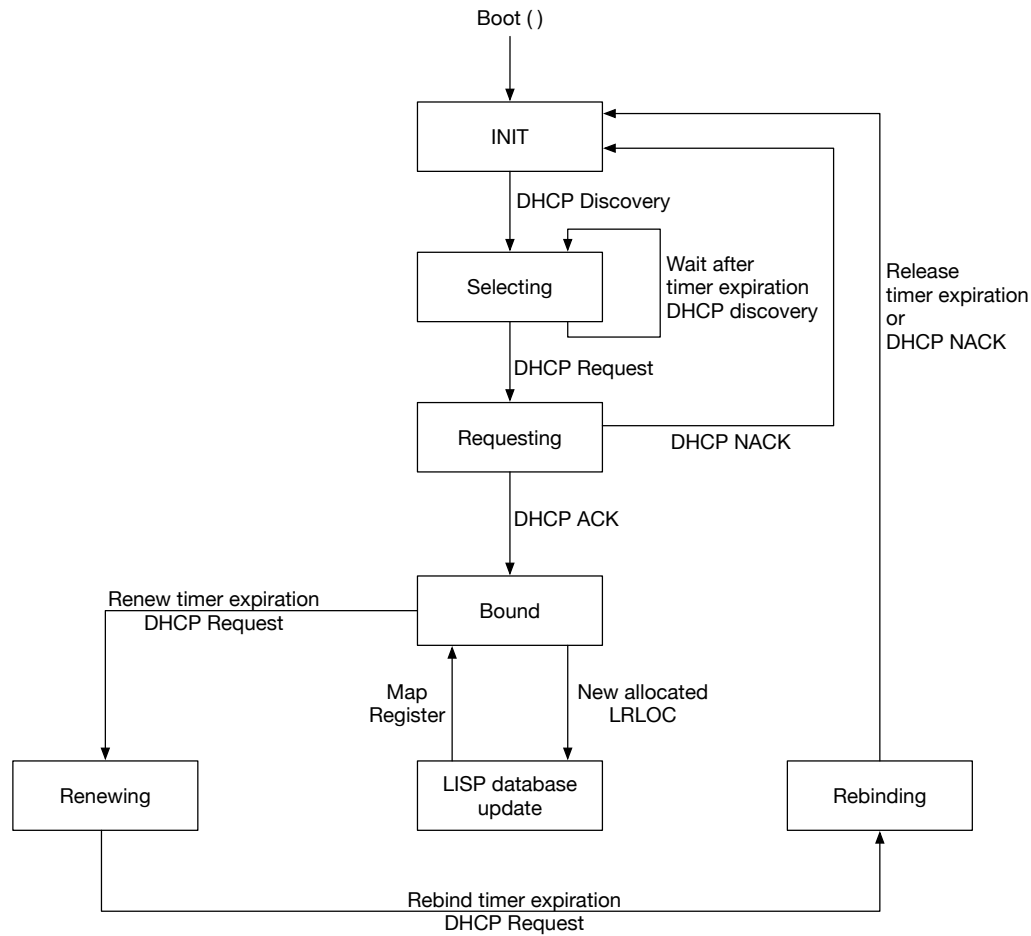 Boot ( )
INIT
DHCP Discovery
Selecting
Wait after
timer expiration
DHCP discovery
Release
timer expiration
or
DHCP NACK
DHCP Request
Requesting
DHCP NACK
DHCP ACK
Renew timer expiration
DHCP Request
Bound
Map
Register
New allocated
LRLOC
Renewing
LISP database
update
Rebinding
Rebind timer expiration
DHCP Request